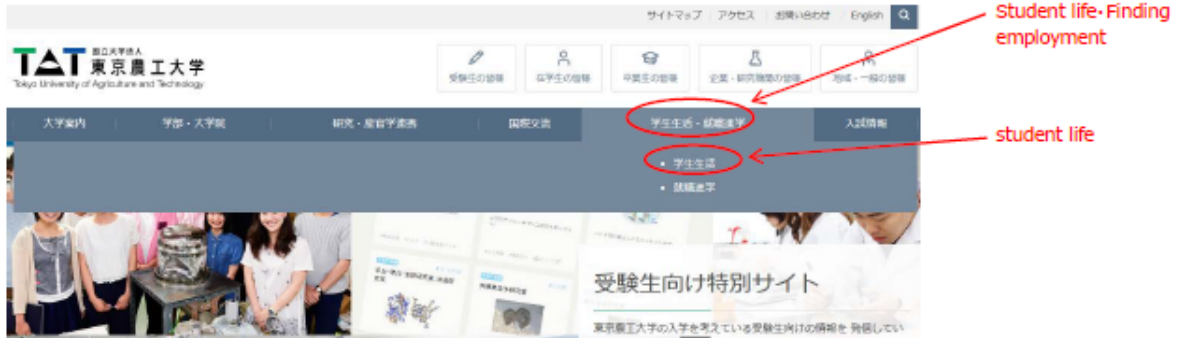 サイトマップ アクセス お問い合わせ English
Student life・Finding
employment
TAT 国立大学法人
東京農工大学
Tokyo University of Agriculture and Technology
受験生の皆様 在学生の皆様 卒業生の皆様 企業・研究機関の皆様 地域・一般の皆様
大学案内 学部・大学院 研究・産官学連携 国際交流 学生生活・就職進学 入試情報
student life
• 学生生活
• 就職進学
受験生向け特別サイト
東京農工大学の入学を考えている受験生向けの情報を 発信してい